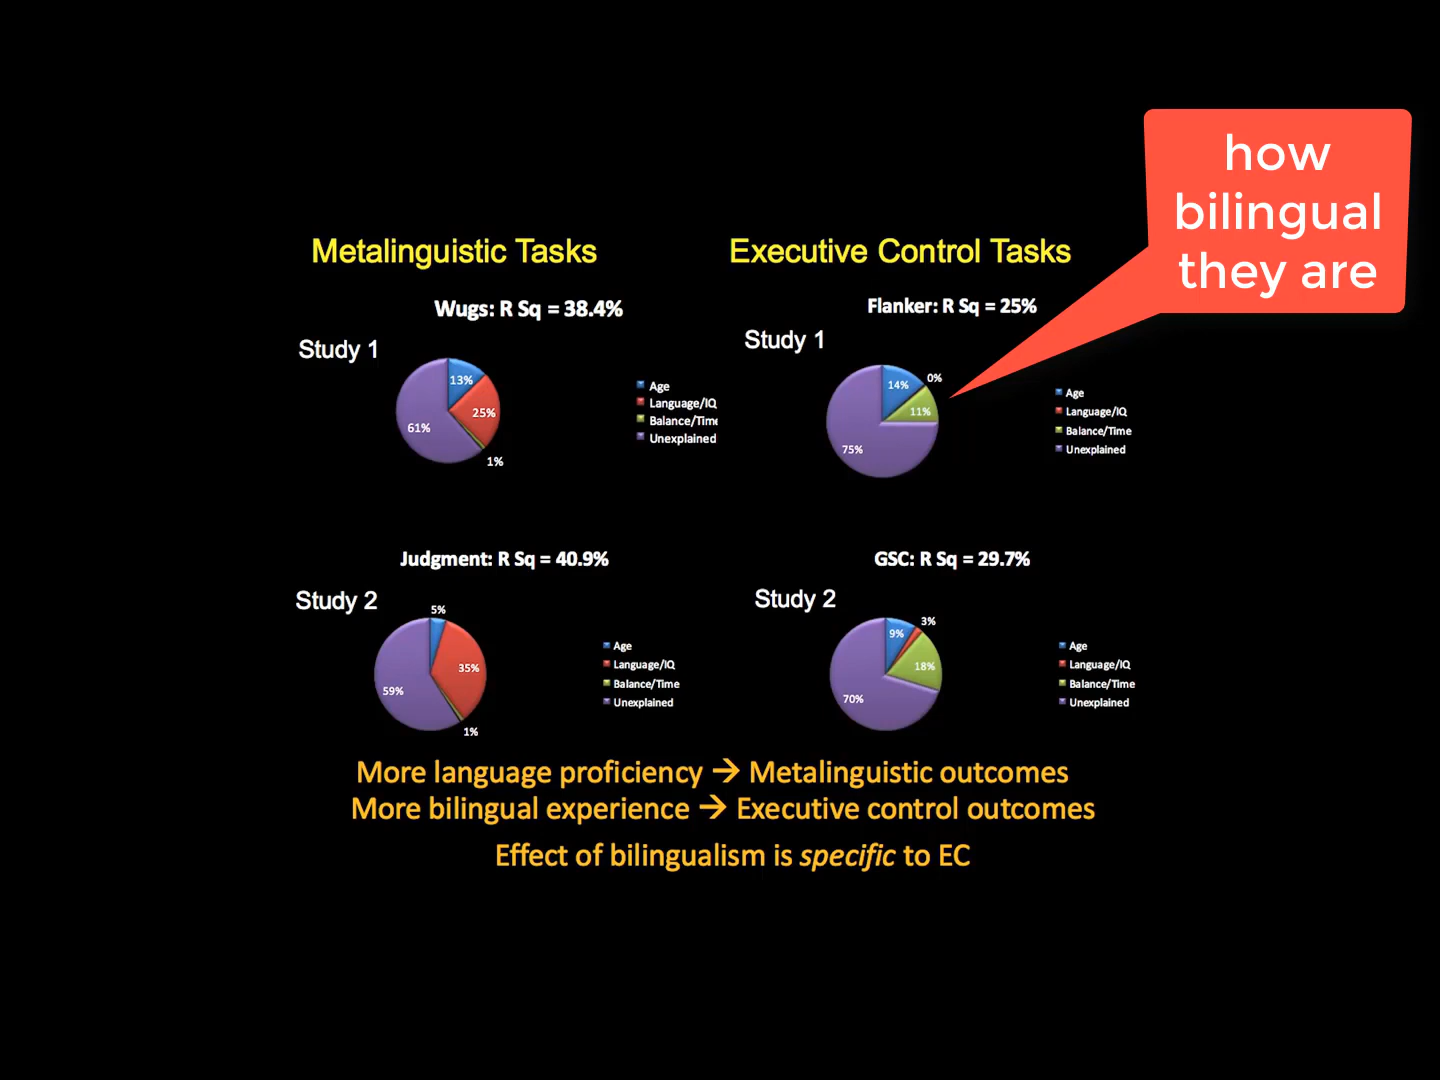 how
bilingual
they are
Metalinguistic Tasks
Executive Control Tasks
Wugs: R Sq = 38.4%
Study 1
13%
25%
61%
1%
Age
Language/IQ
Balance/Time
Unexplained
Flanker: R Sq = 25%
Study 1
14%
0%
11%
75%
Age
Language/IQ
Balance/Time
Unexplained
Judgment: R Sq = 40.9%
Study 2
5%
35%
59%
1%
Age
Language/IQ
Balance/Time
Unexplained
GSC: R Sq = 29.7%
Study 2
9%
3%
18%
70%
Age
Language/IQ
Balance/Time
Unexplained
More language proficiency → Metalinguistic outcomes
More bilingual experience → Executive control outcomes
Effect of bilingualism is specific to EC